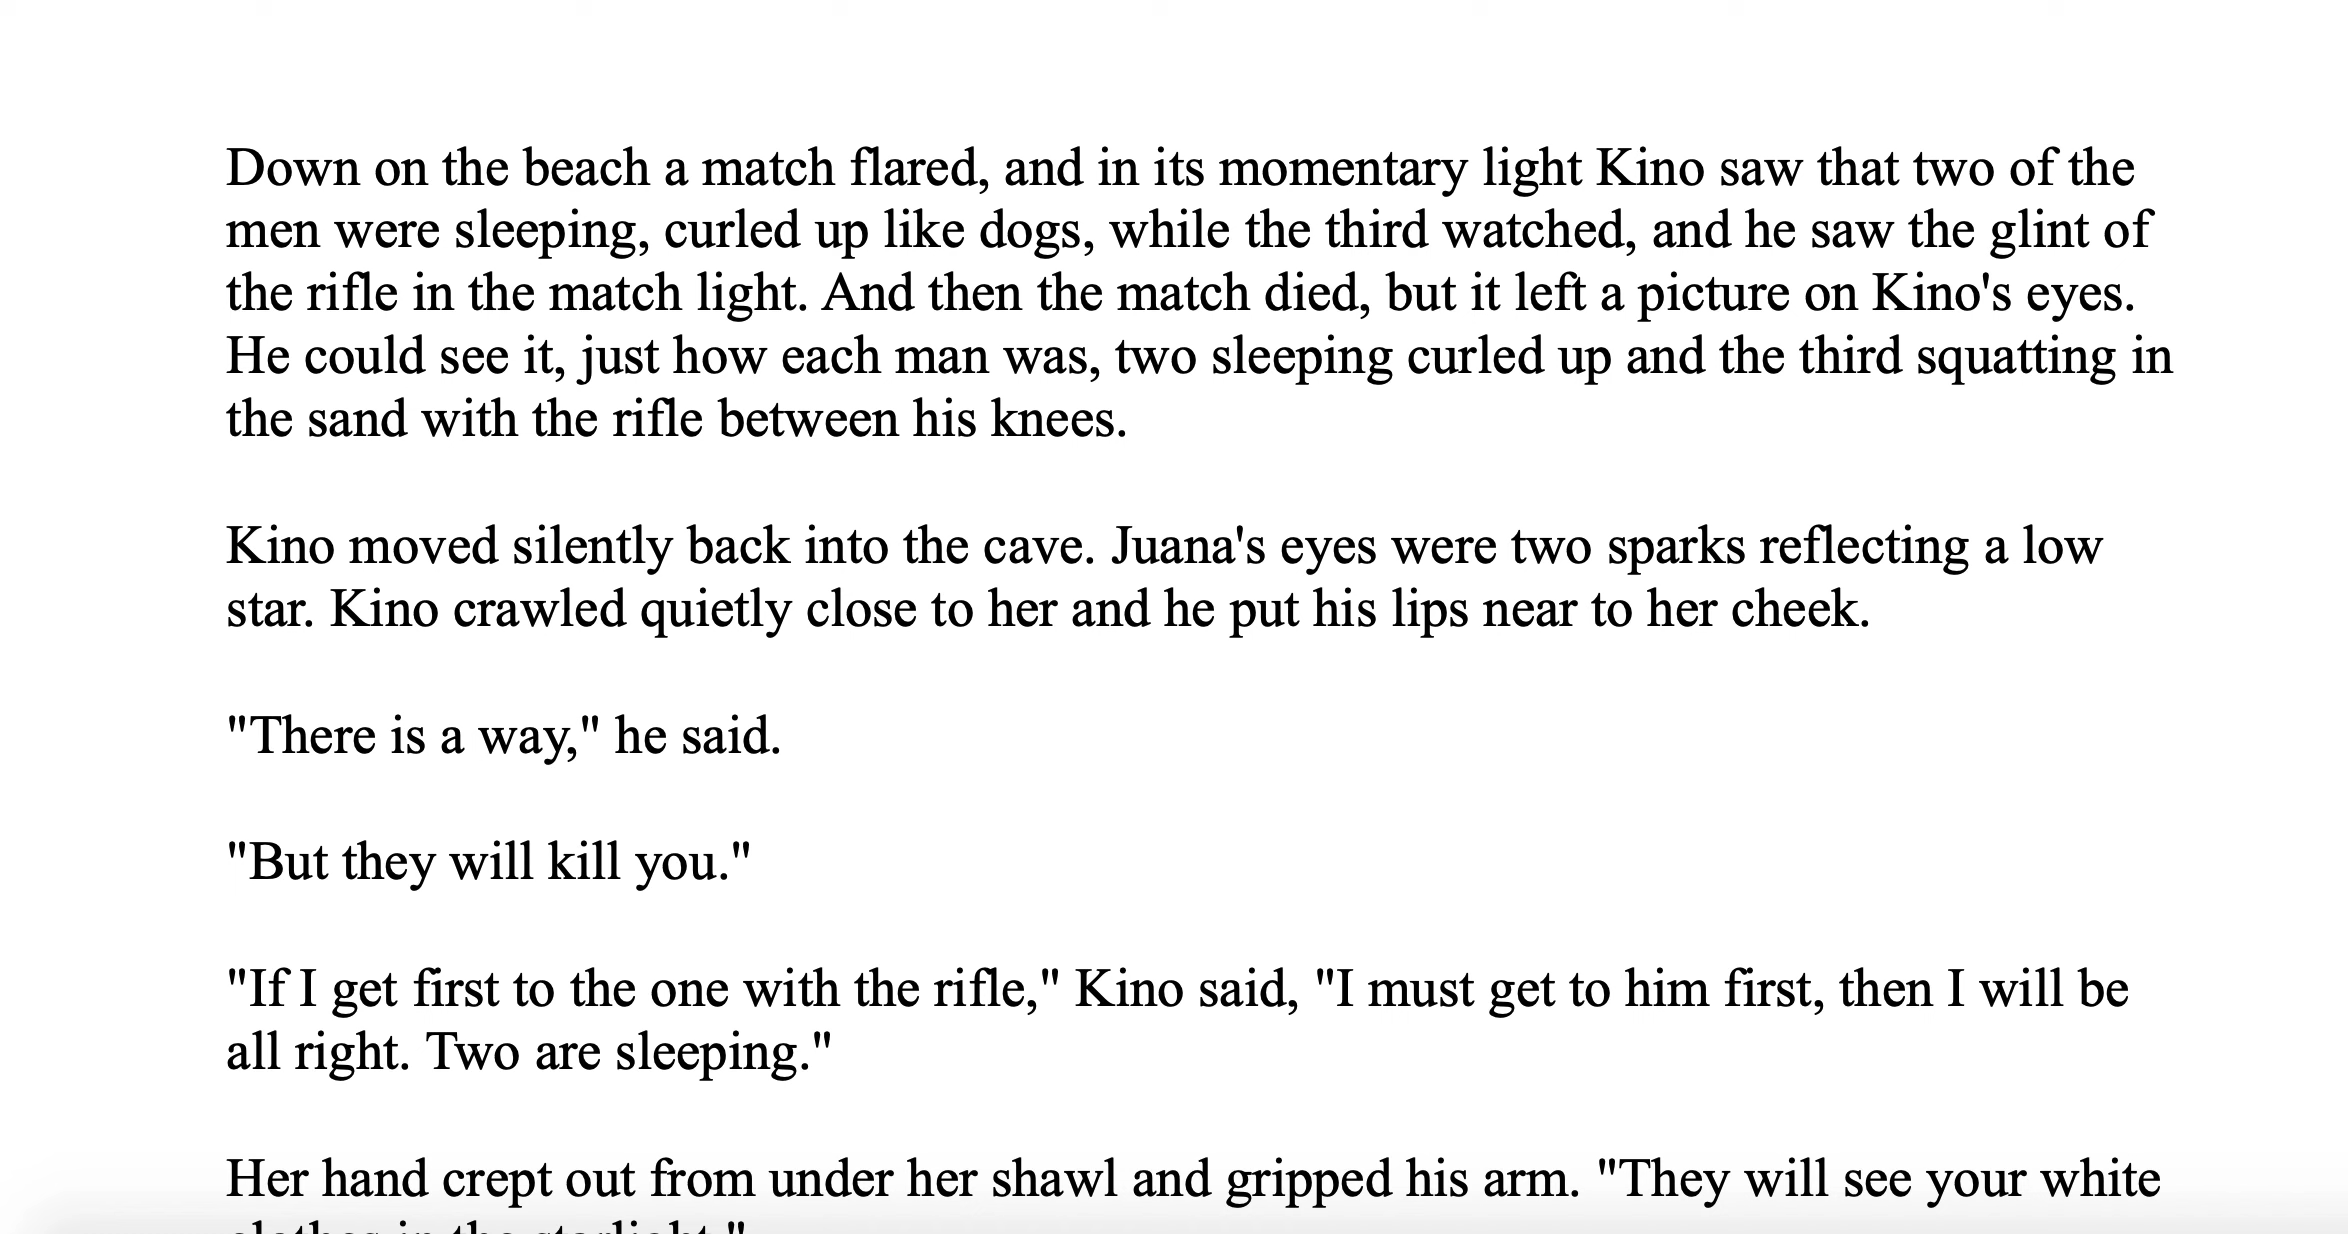 Down on the beach a match flared, and in its momentary light Kino saw that two of the
men were sleeping, curled up like dogs, while the third watched, and he saw the glint of
the rifle in the match light. And then the match died, but it left a picture on Kino's eyes.
He could see it, just how each man was, two sleeping curled up and the third squatting in
the sand with the rifle between his knees.
Kino moved silently back into the cave. Juana's eyes were two sparks reflecting a low
star. Kino crawled quietly close to her and he put his lips near to her cheek.
"There is a way," he said.
"But they will kill you."
"If I get first to the one with the rifle," Kino said, "I must get to him first, then I will be
all right. Two are sleeping."
Her hand crept out from under her shawl and gripped his arm. "They will see your white
clothes in the starlight."